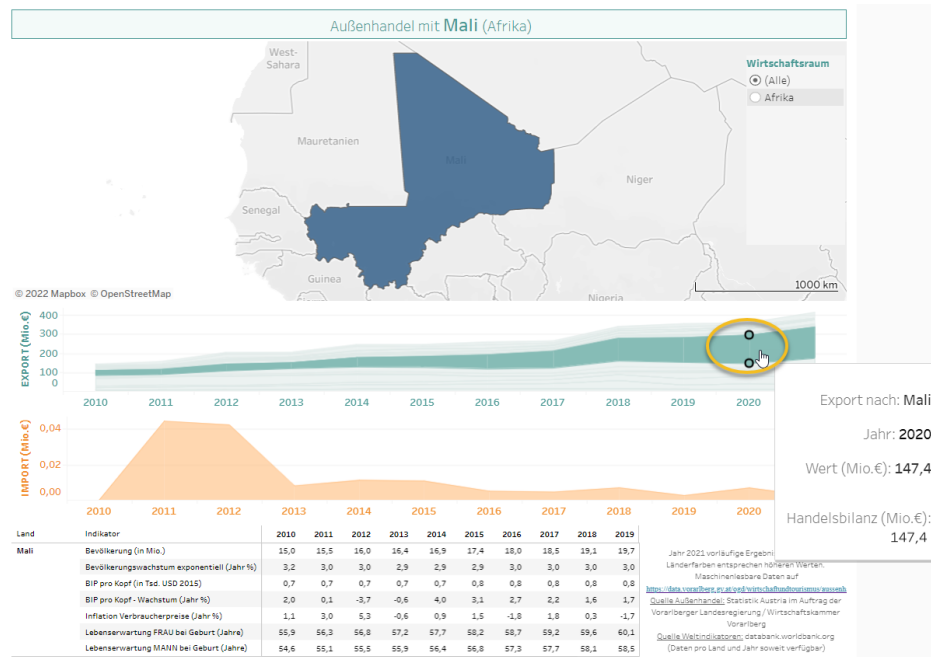 Außenhandel mit Mali (Afrika)
West-
Sahara
Wirtschaftsraum
(Alle)
Afrika
Mauretanien
Mali
Niger
Senegal
Guinea
Nigeria
1000 km
© 2022 Mapbox © OpenStreetMap
EXPORT (Mio.€)
400
300
200
100
0
2010 2011 2012 2013 2014 2015 2016 2017 2018 2019 2020
Export nach: Mali
Jahr: 2020
Wert (Mio.€): 147,4
Handelsbilanz (Mio.€):
147,4
IMPORT (Mio.€)
0,04
0,02
0,00
2010 2011 2012 2013 2014 2015 2016 2017 2018 2019 2020
Land Indikator 2010 2011 2012 2013 2014 2015 2016 2017 2018 2019
Mali Bevölkerung (in Mio.) 15,0 15,5 16,0 16,4 16,9 17,4 18,0 18,5 19,1 19,7
Bevölkerungswachstum exponentiell (Jahr %) 3,2 3,0 3,0 2,9 2,9 2,9 3,0 3,0 3,0 3,0
BIP pro Kopf (in Tsd. USD 2015) 0,7 0,7 0,7 0,7 0,7 0,8 0,8 0,8 0,8 0,8
BIP pro Kopf - Wachstum (Jahr %) 2,0 0,1 -3,7 -0,6 4,0 3,1 2,7 2,2 1,6 1,7
Inflation Verbraucherpreise (Jahr %) 1,1 3,0 5,3 -0,6 0,9 1,5 -1,8 1,8 0,3 -1,7
Lebenserwartung FRAU bei Geburt (Jahre) 55,9 56,3 56,8 57,2 57,7 58,2 58,7 59,2 59,6 60,1
Lebenserwartung MANN bei Geburt (Jahre) 54,6 55,1 55,5 55,9 56,4 56,8 57,3 57,7 58,1 58,5
Jahr 2021 vorläufige Ergebni
Länderfarben entsprechen höheren Werten.
Maschinenlesbare Daten auf
https://data.vorarlberg.gv.at/ogd/wirtschaftundtourismus/aussenh
Quelle Außenhandel: Statistik Austria im Auftrag der
Vorarlberger Landesregierung / Wirtschaftskammer
Vorarlberg
Quelle Weltindikatoren: databank.worldbank.org
(Daten pro Land und Jahr soweit verfügbar)